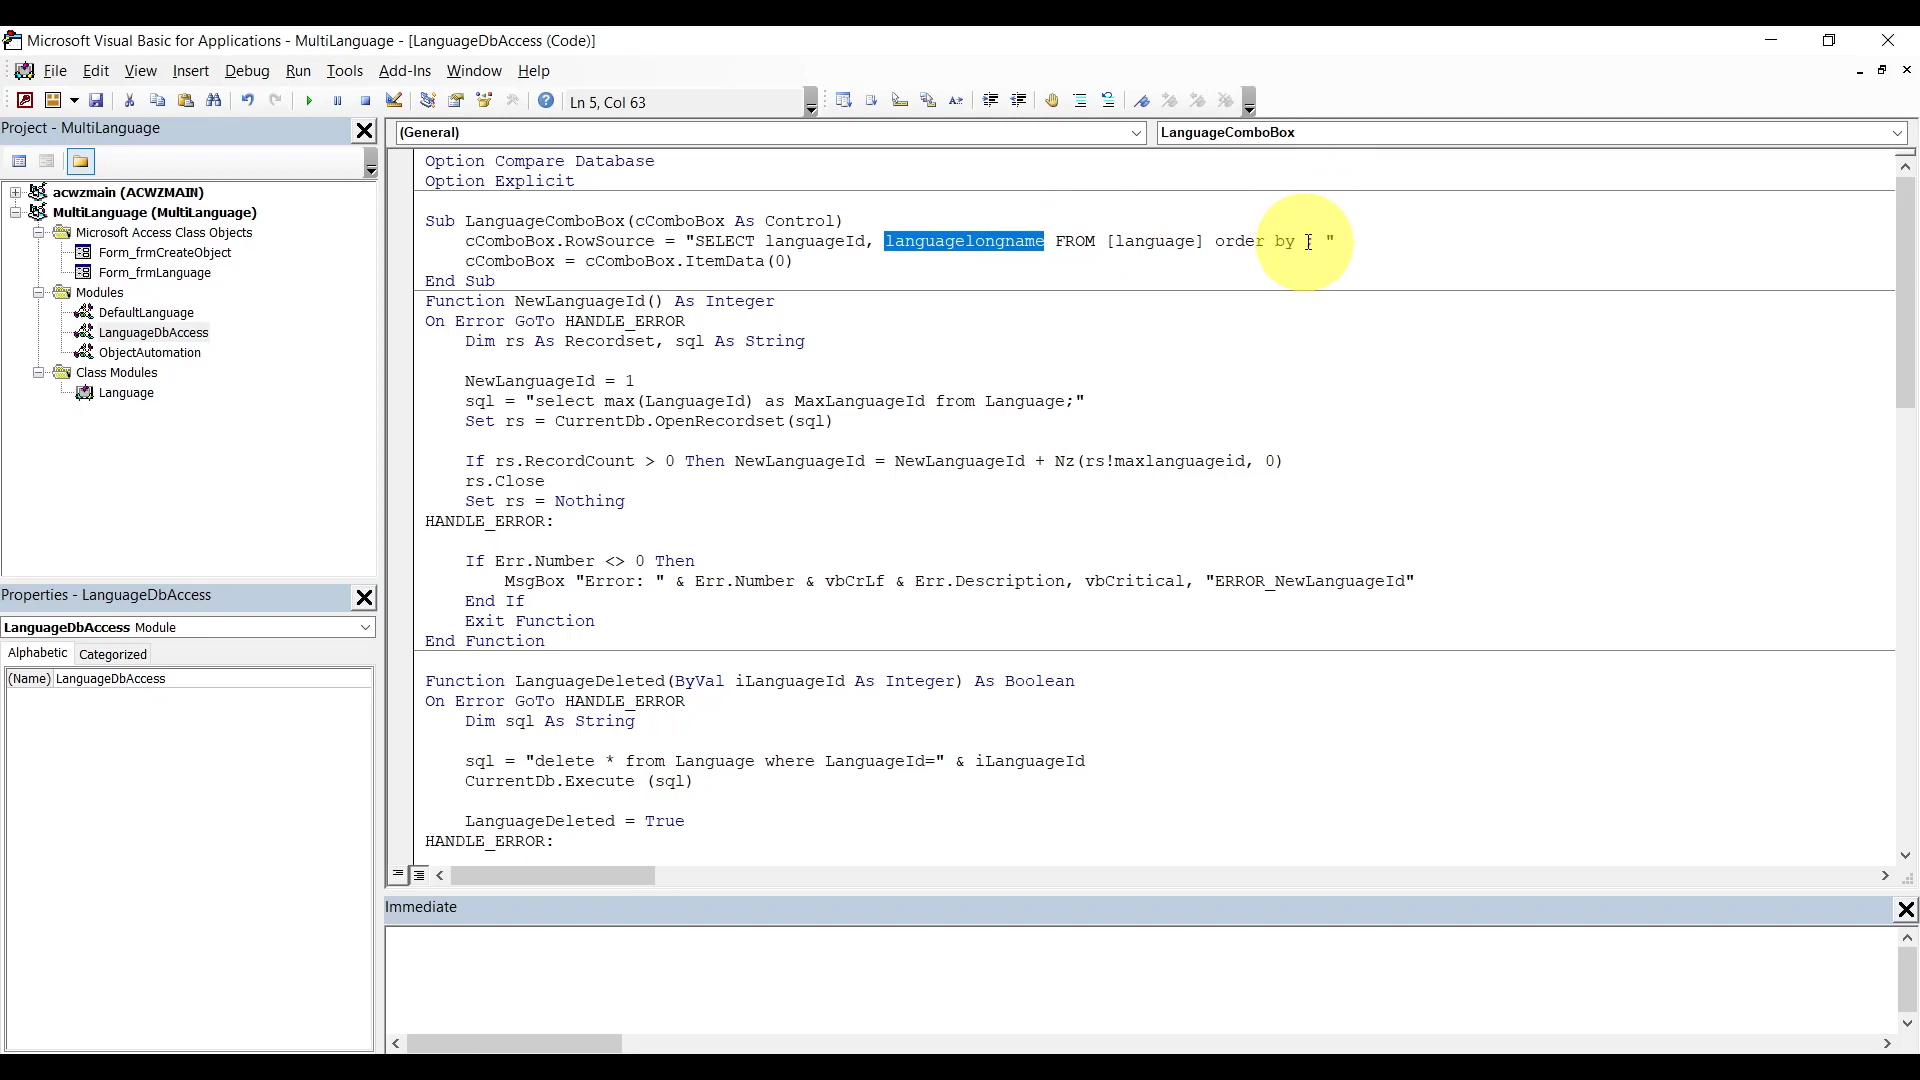 Microsoft Visual Basic for Applications - MultiLanguage - [LanguageDbAccess (Code)]
File Edit View Insert Debug Run Tools Add-Ins Window Help
Ln 5, Col 63
Project - MultiLanguage
acwzmain (ACWZMAIN)
MultiLanguage (MultiLanguage)
Microsoft Access Class Objects
Form_frmCreateObject
Form_frmLanguage
Modules
DefaultLanguage
LanguageDbAccess
ObjectAutomation
Class Modules
Language
Properties - LanguageDbAccess
LanguageDbAccess Module
Alphabetic Categorized
(Name) LanguageDbAccess
(General) LanguageComboBox
Option Compare Database
Option Explicit
Sub LanguageComboBox(cComboBox As Control)
cComboBox.RowSource = "SELECT languageId, languagelongname FROM [language] order by "
cComboBox = cComboBox.ItemData(0)
End Sub
Function NewLanguageId() As Integer
On Error GoTo HANDLE_ERROR
Dim rs As Recordset, sql As String
NewLanguageId = 1
sql = "select max(LanguageId) as MaxLanguageId from Language;"
Set rs = CurrentDb.OpenRecordset(sql)
If rs.RecordCount > 0 Then NewLanguageId = NewLanguageId + Nz(rs!maxlanguageid, 0)
rs.Close
Set rs = Nothing
HANDLE_ERROR:
If Err.Number <> 0 Then
MsgBox "Error: " & Err.Number & vbCrLf & Err.Description, vbCritical, "ERROR_NewLanguageId"
End If
Exit Function
End Function
Function LanguageDeleted(ByVal iLanguageId As Integer) As Boolean
On Error GoTo HANDLE_ERROR
Dim sql As String
sql = "delete * from Language where LanguageId=" & iLanguageId
CurrentDb.Execute (sql)
LanguageDeleted = True
HANDLE_ERROR:
Immediate